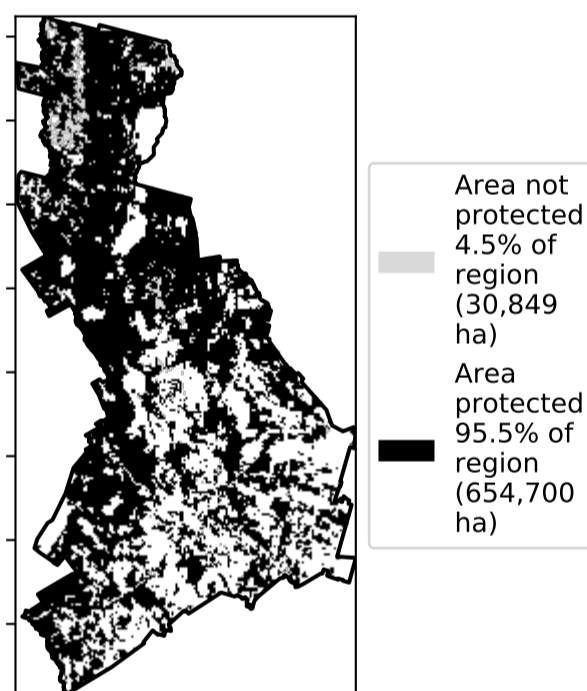 Area not
protected
4.5% of
region
(30,849
ha)
Area
protected
95.5% of
region
(654,700
ha)